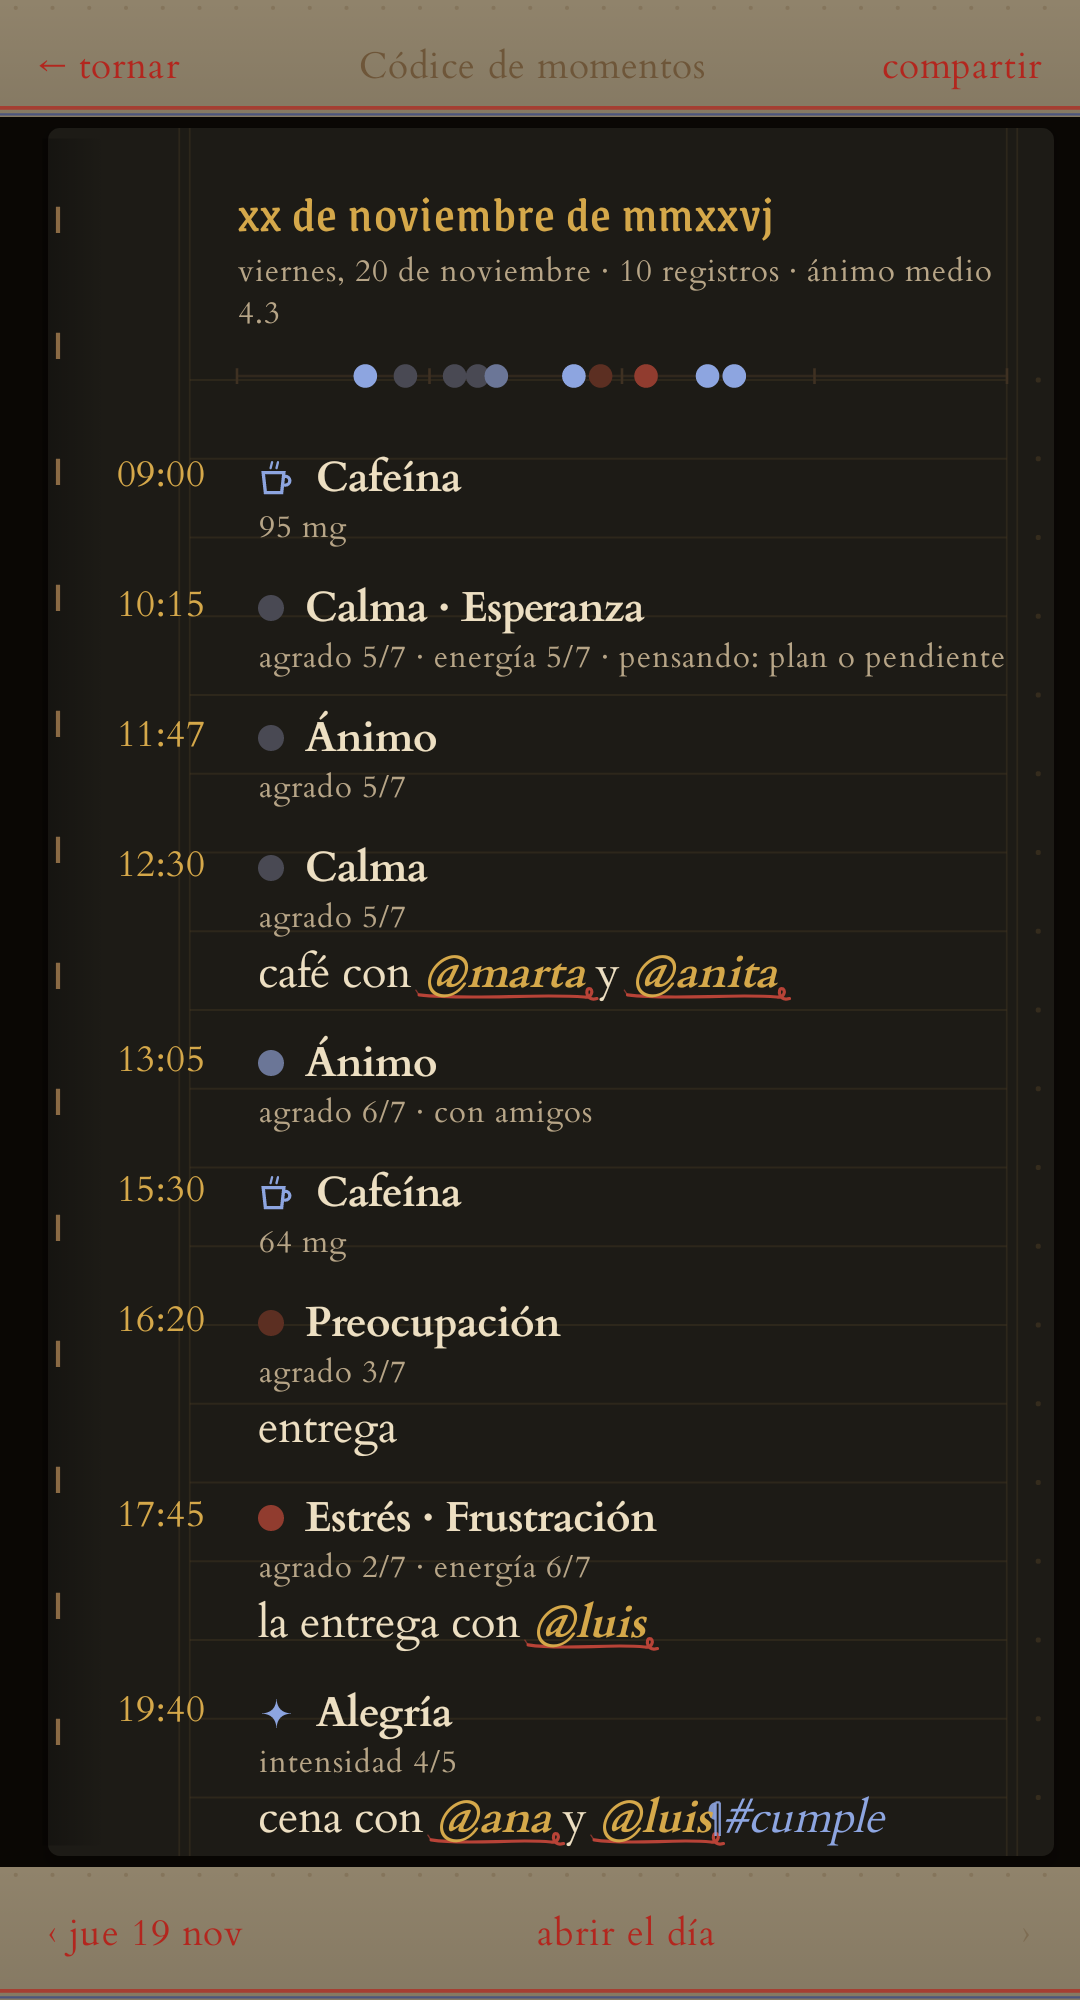 ← tornar
Códice de momentos
compartir
xx de noviembre de mmxxvj
viernes, 20 de noviembre · 10 registros · ánimo medio
4.3
09:00 Cafeína
95 mg
10:15 Calma · Esperanza
agrado 5/7 · energía 5/7 · pensando: plan o pendiente
11:47 Ánimo
agrado 5/7
12:30 Calma
agrado 5/7
café con @marta y @anita
13:05 Ánimo
agrado 6/7 · con amigos
15:30 Cafeína
64 mg
16:20 Preocupación
agrado 3/7
entrega
17:45 Estrés · Frustración
agrado 2/7 · energía 6/7
la entrega con @luis
19:40 Alegría
intensidad 4/5
cena con @ana y @luis ¶#cumple
‹ jue 19 nov
abrir el día
›